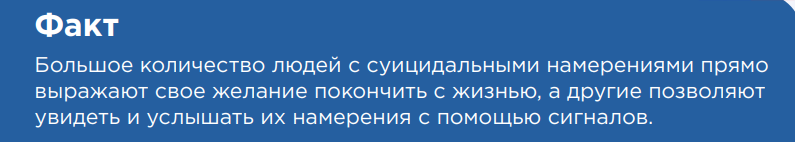 Факт
Большое количество людей с суицидальными намерениями прямо
выражают свое желание покончить с жизнью, а другие позволяют
увидеть и услышать их намерения с помощью сигналов.